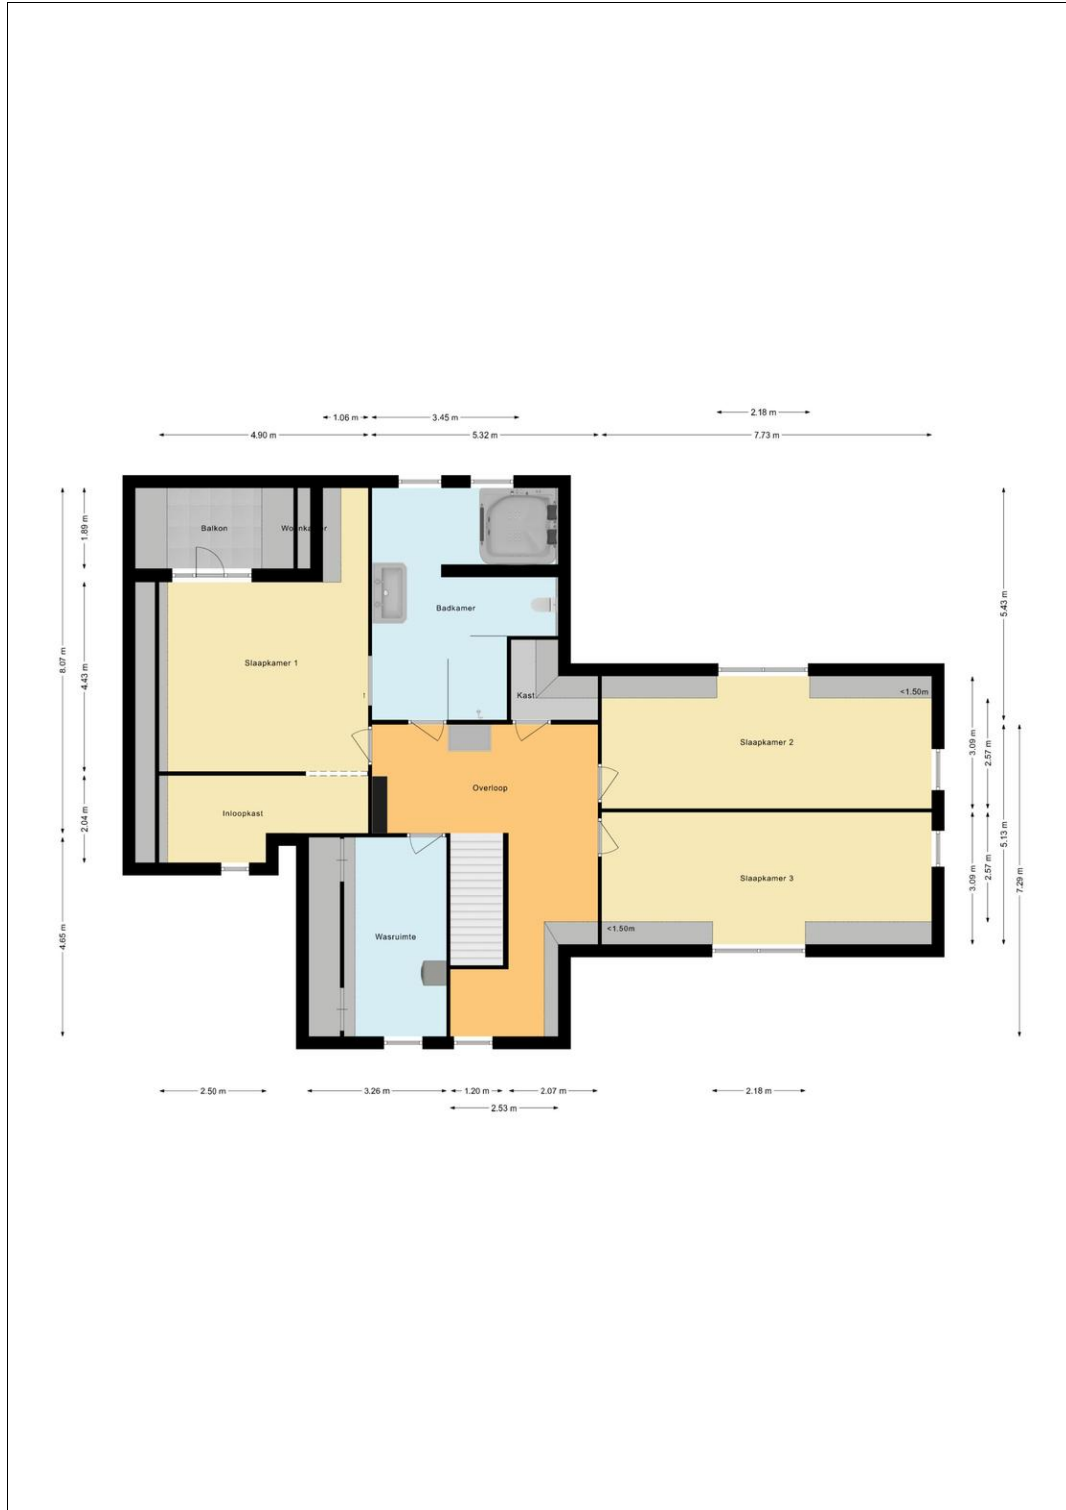 2.18 m
1.06 m
3.45 m
4.90 m
5.32 m
7.73 m
1.89 m
Balkon
Woonkamer
5.43 m
Badkamer
8.07 m
4.43 m
Slaapkamer 1
Kast
<1.50m
Slaapkamer 2
3.09 m
2.57 m
Overloop
2.04 m
Inloopkast
5.13 m
7.29 m
Slaapkamer 3
3.09 m
2.57 m
<1.50m
4.65 m
Wasruimte
2.50 m
3.26 m
1.20 m
2.07 m
2.18 m
2.53 m